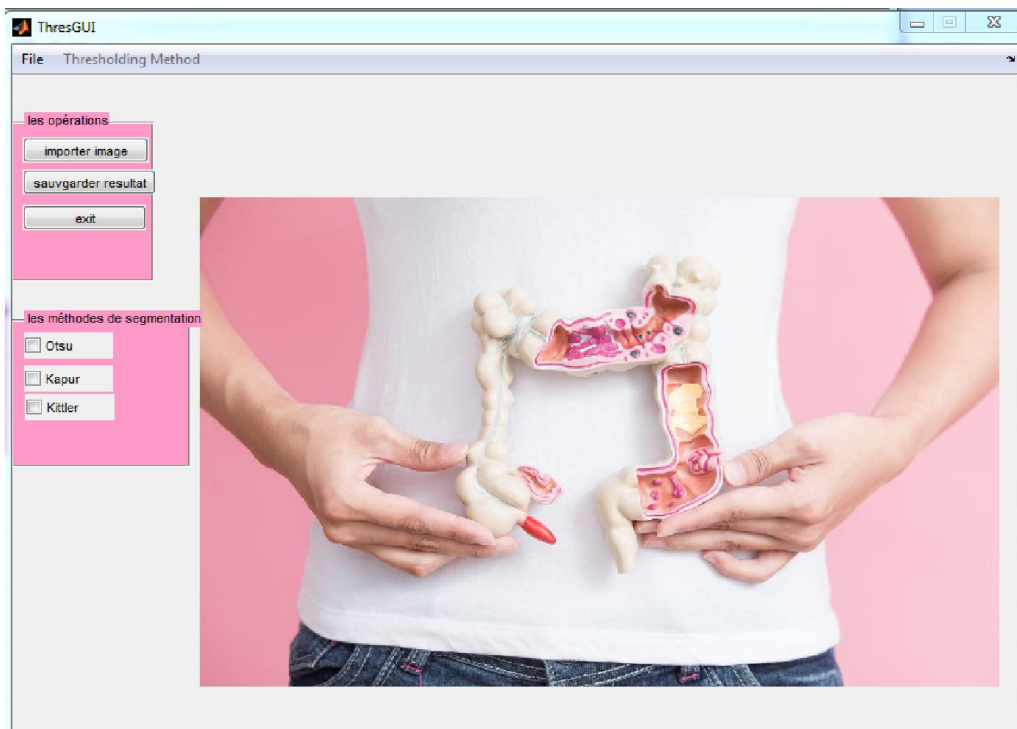 ThresGUI
File Thresholding Method
les opérations
importer image
sauvgarder resultat
exit
les méthodes de segmentation
Otsu
Kapur
Kittler